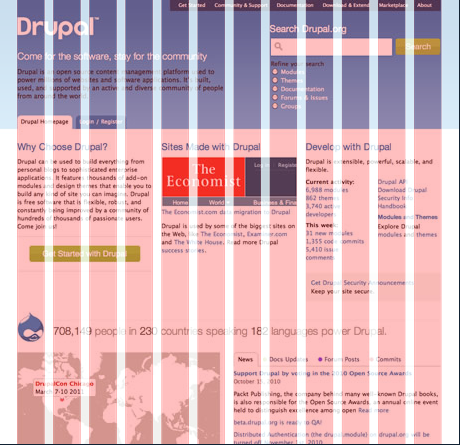 Get Started Community & Support Documentation Download & Extend Marketplace About
Drupal™
Search Drupal.org
Search
Come for the software, stay for the community
Drupal is an open source content management platform used to
power millions of websites and software applications. It's built,
used, and supported by an active and diverse community of people
from around the world.
Refine your search
Modules
Themes
Documentation
Forums & Issues
Groups
Drupal Homepage Login / Register
Why Choose Drupal?
Drupal can be used to build everything from
personal blogs to sophisticated enterprise
applications. It features thousands of add-on
modules and design themes that enable you to
build any kind of site you can imagine. Drupal
is free software that is flexible, robust, and
constantly being improved by a community of
hundreds of thousands of passionate users.
Come join us!
Get Started with Drupal
Sites Made with Drupal
The
Economist
Log in Register
Home World Business & Fina
The Economist.com data migration to Drupal
Drupal is used by some of the biggest sites on
the Web, like The Economist, Examiner.com
and The White House. Read more Drupal
success stories.
Develop with Drupal
Drupal is extensible, powerful, scalable, and
flexible.
Current activity:
6,988 modules
862 themes
3,740 active
developers
This week:
31 new modules
1,355 code commits
5,410 issue
comments
Drupal API
Download Drupal
Security Info
Handbook
Modules and Themes
Explore Drupal
modules and themes
Get Drupal Security Announcements
Keep your site secure.
708,149 people in 230 countries speaking 182 languages power Drupal.
DrupalCon Chicago
March 7-10 2011
News Docs Updates Forum Posts Commits
Support Drupal by voting in the 2010 Open Source Awards
October 15, 2010
Packt Publishing, the company behind many well-known Drupal books,
is also responsible for the Open Source Awards, an annual online event
held to distinguish excellence among open Read more
beta.drupal.org is ready to QA!
Distributed authentication (the drupal module) on drupal.org will be
turned off November